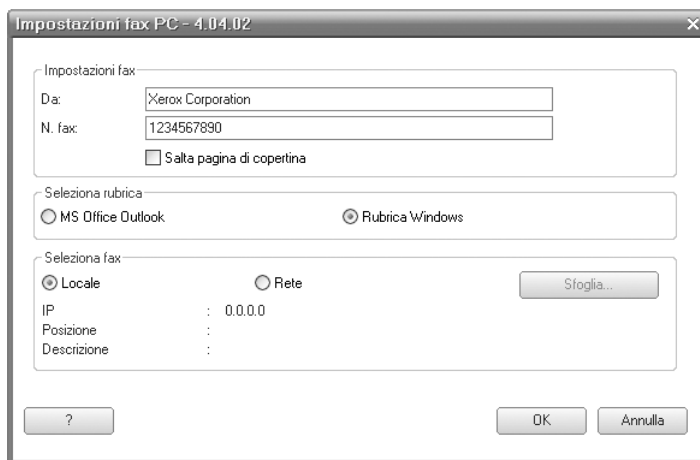 Impostazioni fax PC - 4.04.02
Impostazioni fax
Da: Xerox Corporation
N. fax: 1234567890
Salta pagina di copertina
Seleziona rubrica
MS Office Outlook Rubrica Windows
Seleziona fax
Locale Rete Sfoglia...
IP : 0.0.0.0
Posizione :
Descrizione :
? OK Annulla